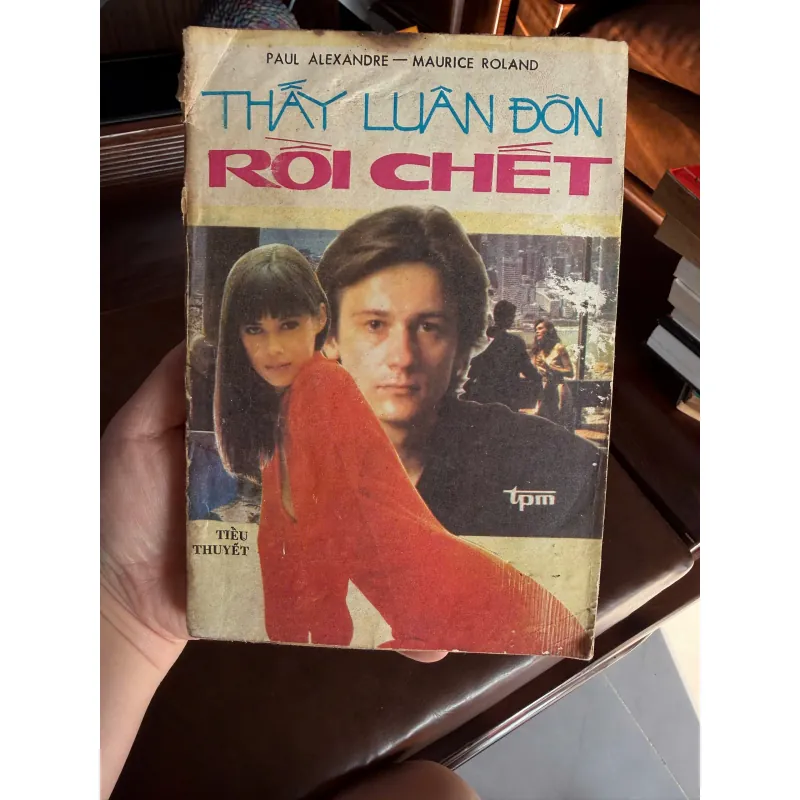 PAUL ALEXANDRE — MAURICE ROLAND
THẤY LUÂN ĐÔN
RỒI CHẾT
tpm
TIỂU
THUYẾT